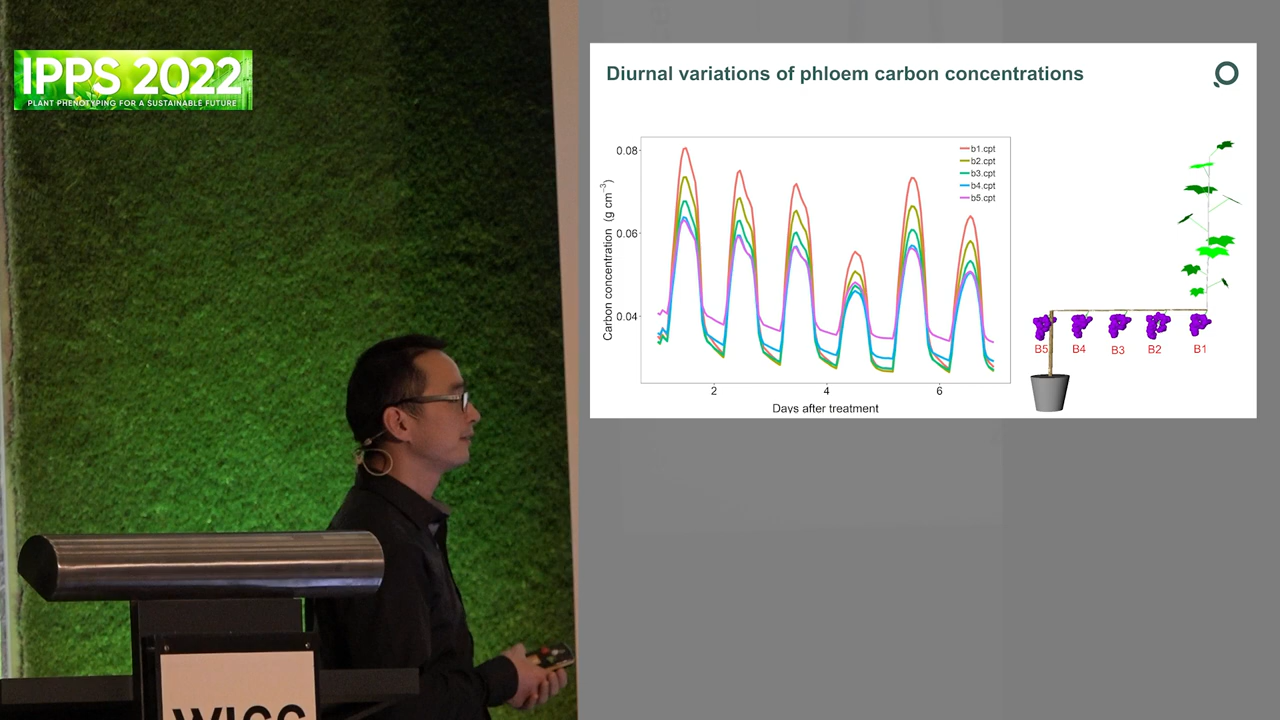 IPPS 2022
PLANT PHENOTYPING FOR A SUSTAINABLE FUTURE
Diurnal variations of phloem carbon concentrations
0.08
0.06
0.04
Carbon concentration (g cm⁻³)
b1.cpt
b2.cpt
b3.cpt
b4.cpt
b5.cpt
2 4 6
Days after treatment
B5 B4 B3 B2 B1